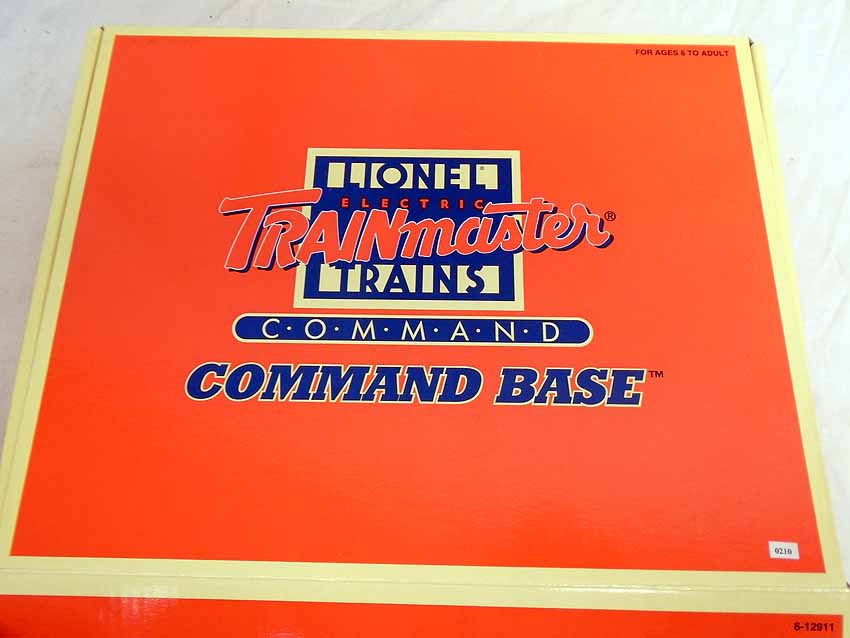 FOR AGES 6 TO ADULT
LIONEL®
ELECTRIC
TRAINmaster®
TRAINS
C·O·M·M·A·N·D
COMMAND BASE™
0210
6-12911